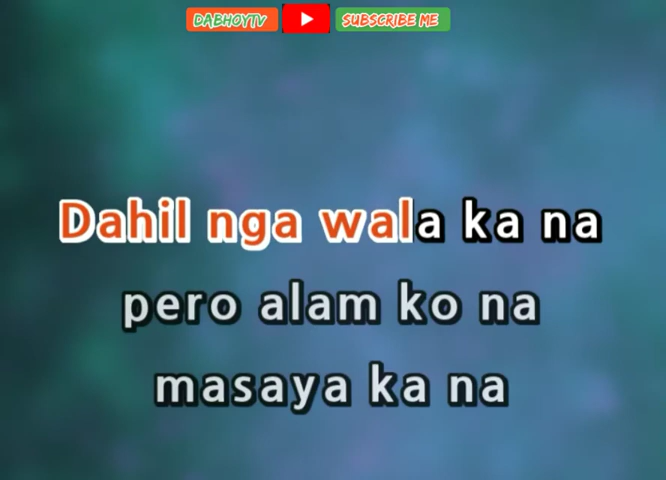 DABHOYTV SUBSCRIBE ME
Dahil nga wala ka na
pero alam ko na
masaya ka na